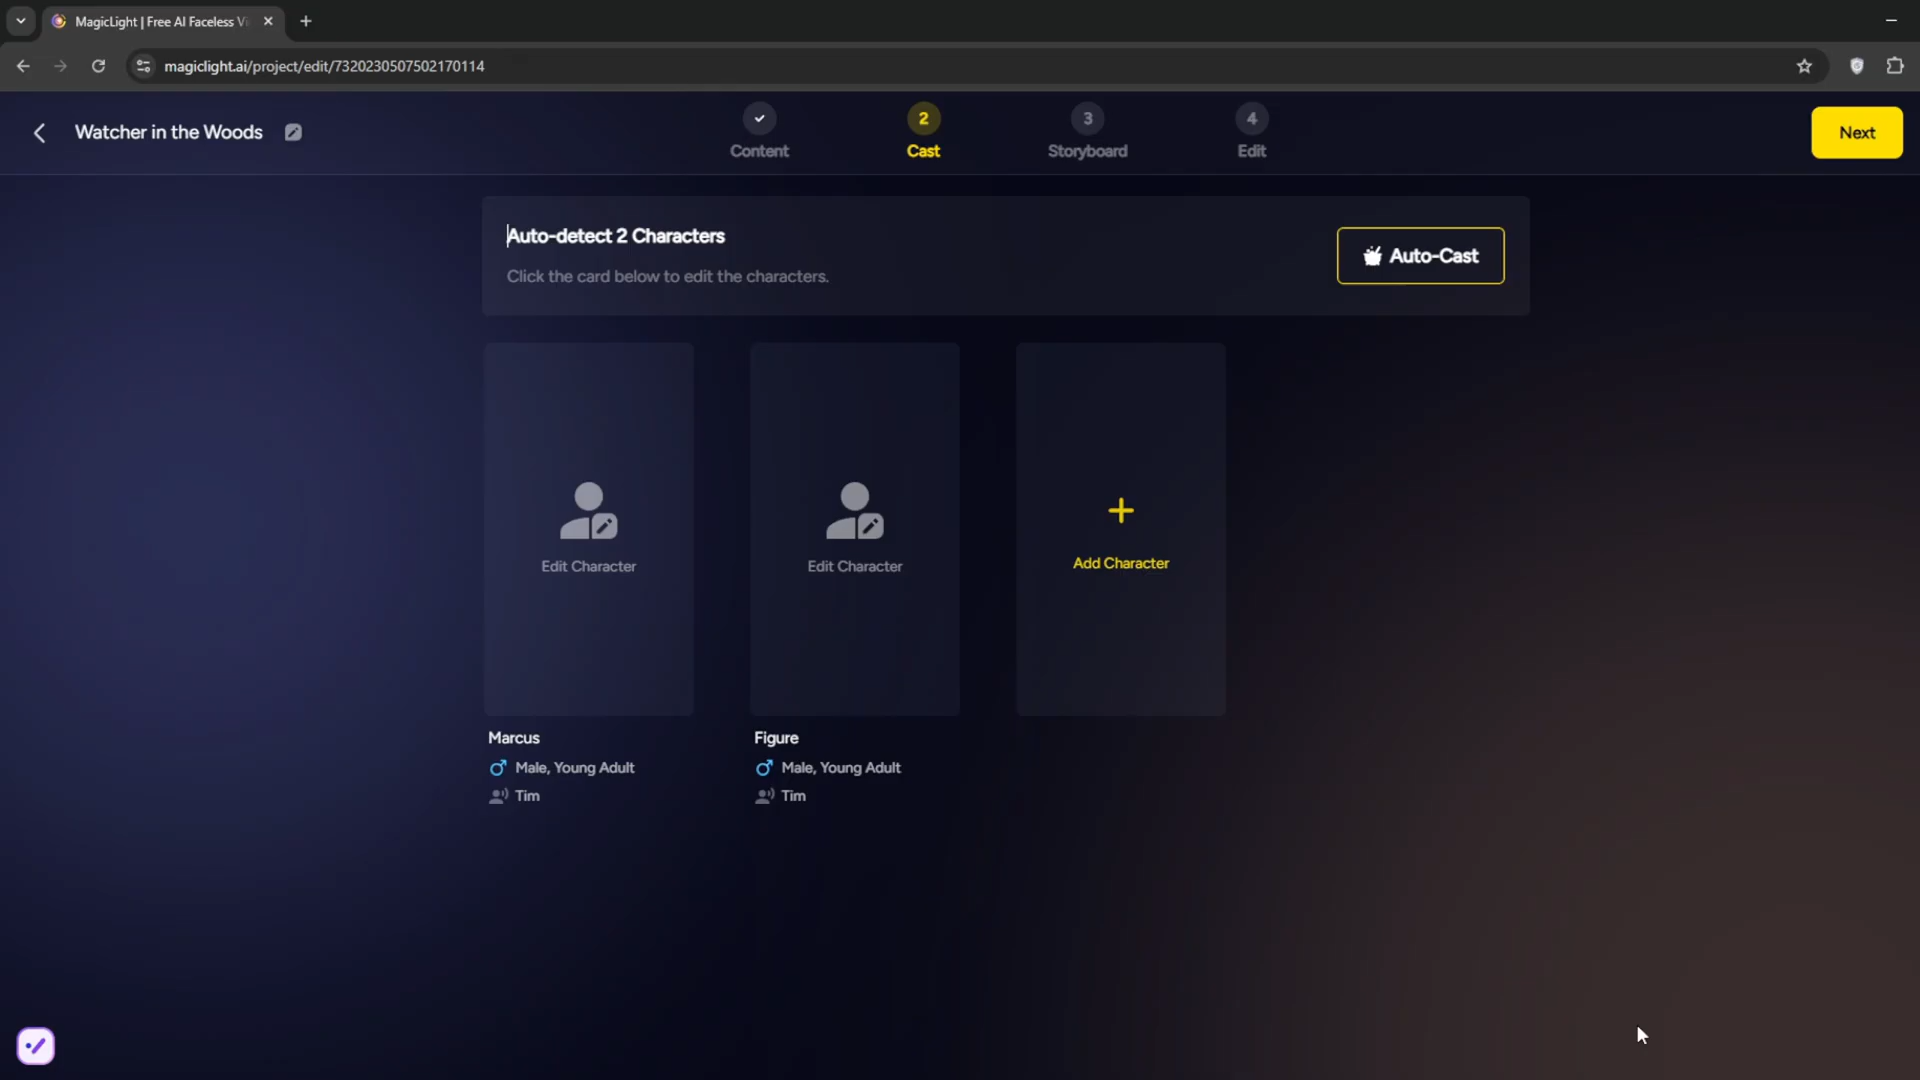 MagicLight | Free AI Faceless Vi
magiclight.ai/project/edit/7320230507502170114
Watcher in the Woods
Content
2
Cast
3
Storyboard
4
Edit
Next
Auto-detect 2 Characters
Click the card below to edit the characters.
Auto-Cast
Edit Character
Edit Character
Add Character
Marcus
Male, Young Adult
Tim
Figure
Male, Young Adult
Tim